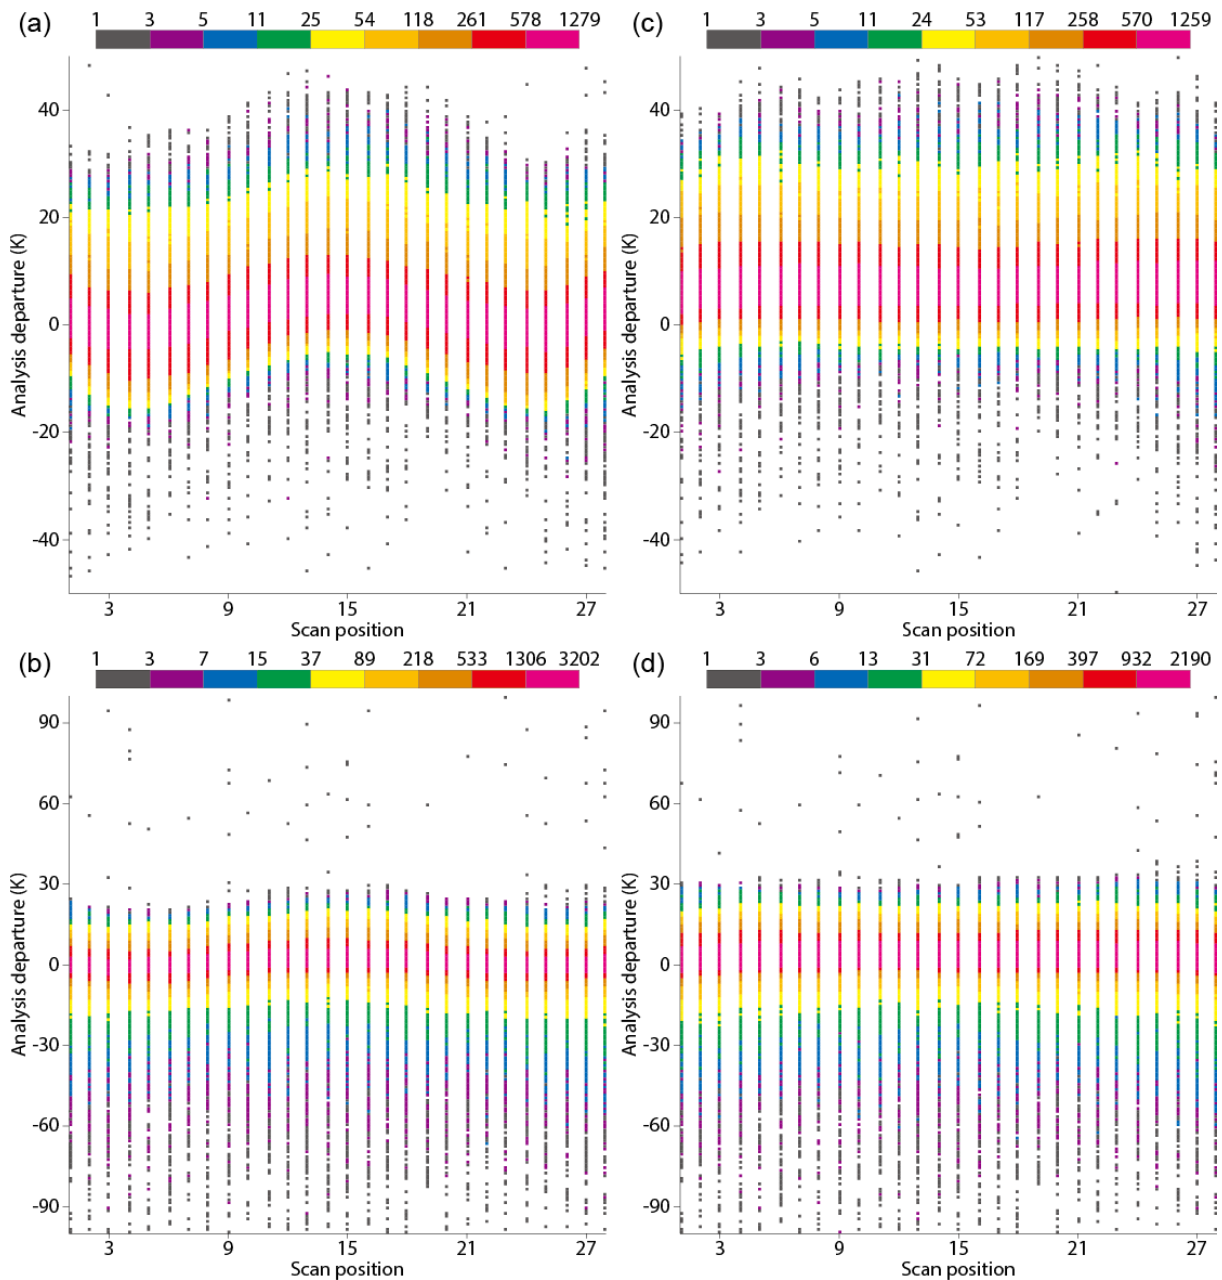 (a) 1 3 5 11 25 54 118 261 578 1279
40
20
0
-20
-40
Analysis departure (K)
3 9 15 21 27
Scan position
(c) 1 3 5 11 24 53 117 258 570 1259
40
20
0
-20
-40
Analysis departure (K)
3 9 15 21 27
Scan position
(b) 1 3 7 15 37 89 218 533 1306 3202
90
60
30
0
-30
-60
-90
Analysis departure (K)
3 9 15 21 27
Scan position
(d) 1 3 6 13 31 72 169 397 932 2190
90
60
30
0
-30
-60
-90
Analysis departure (K)
3 9 15 21 27
Scan position